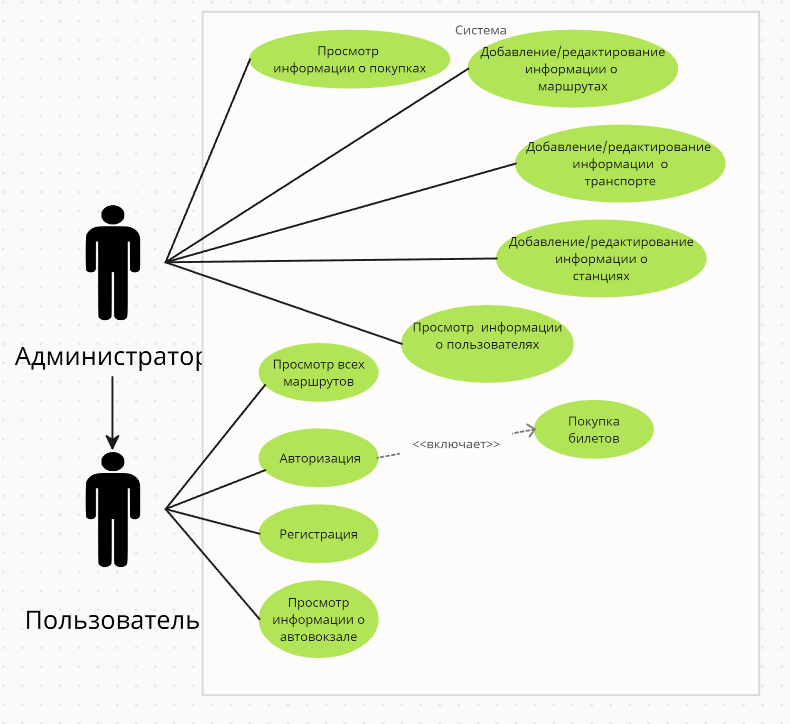 Система
Просмотр
информации о покупках
Добавление/редактирование
информации о
маршрутах
Добавление/редактирование
информации о
транспорте
Добавление/редактирование
информации о
станциях
Просмотр информации
о пользователях
Администратор
Просмотр всех
маршрутов
Покупка
билетов
<<включает>>
Авторизация
Регистрация
Просмотр
информации о
автовокзале
Пользователь